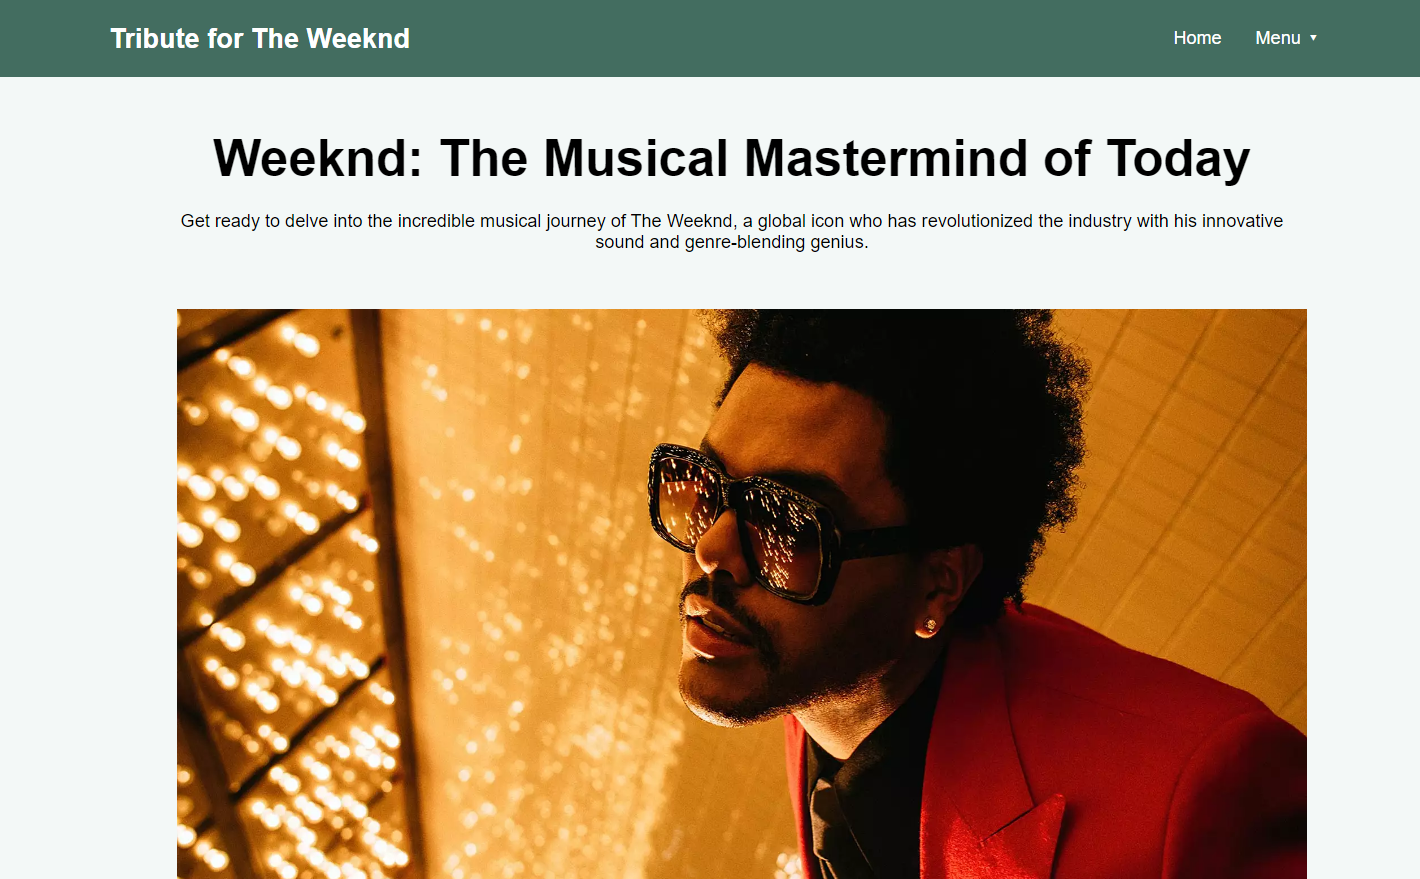 Tribute for The Weeknd
Home
Menu ▼
Weeknd: The Musical Mastermind of Today
Get ready to delve into the incredible musical journey of The Weeknd, a global icon who has revolutionized the industry with his innovative
sound and genre-blending genius.